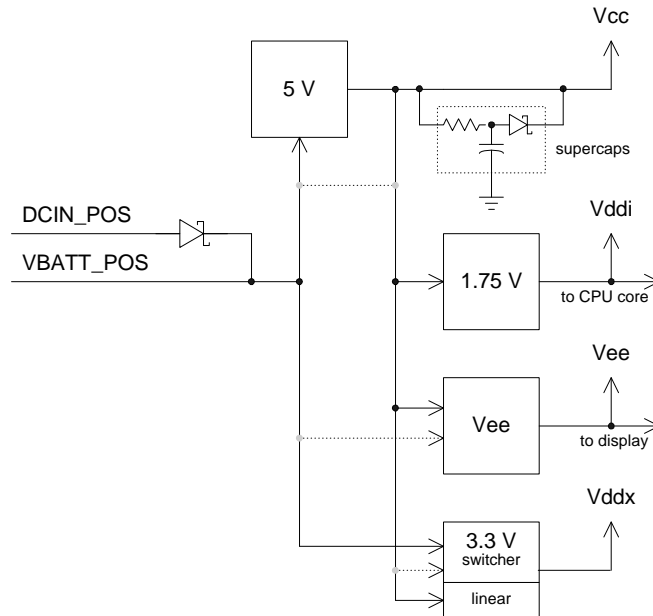 Vcc
5 V
supercaps
DCIN_POS
VBATT_POS
Vddi
1.75 V
to CPU core
Vee
Vee
to display
Vddx
3.3 V
switcher
linear